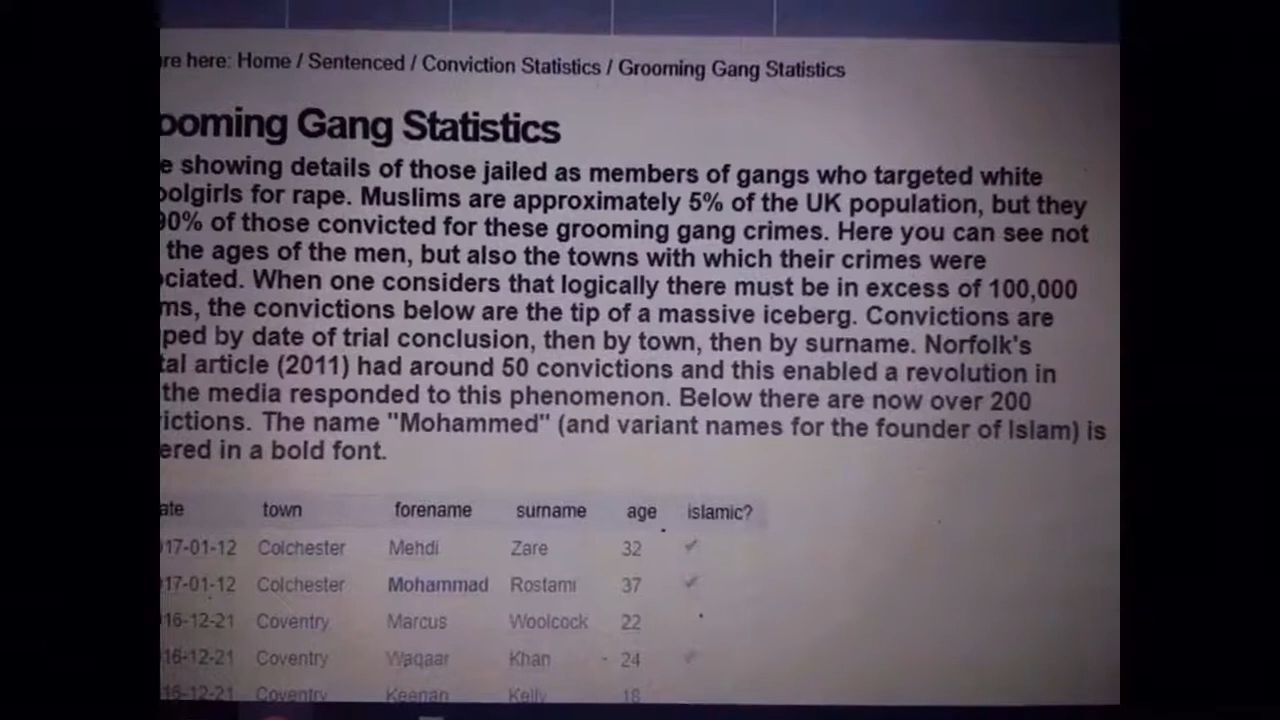 re here: Home / Sentenced / Conviction Statistics / Grooming Gang Statistics
ooming Gang Statistics
e showing details of those jailed as members of gangs who targeted white
oolgirls for rape. Muslims are approximately 5% of the UK population, but they
90% of those convicted for these grooming gang crimes. Here you can see not
the ages of the men, but also the towns with which their crimes were
ociated. When one considers that logically there must be in excess of 100,000
ms, the convictions below are the tip of a massive iceberg. Convictions are
ped by date of trial conclusion, then by town, then by surname. Norfolk's
tal article (2011) had around 50 convictions and this enabled a revolution in
the media responded to this phenomenon. Below there are now over 200
ictions. The name "Mohammed" (and variant names for the founder of Islam) is
ered in a bold font.
ate town forename surname age islamic?
17-01-12 Colchester Mehdi Zare 32 ✔
17-01-12 Colchester Mohammad Rostami 37 ✔
16-12-21 Coventry Marcus Woolcock 22
16-12-21 Coventry Waqaar Khan 24 ✔
16-12-21 Coventry Keenan Kelly 18